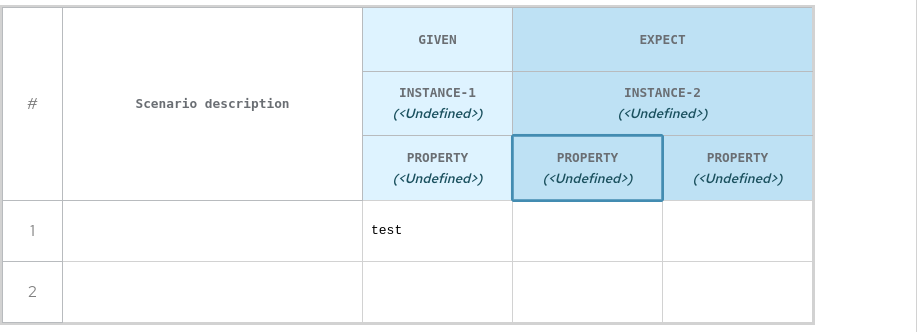 GIVEN EXPECT
INSTANCE-1 INSTANCE-2
(<Undefined>) (<Undefined>)
# Scenario description
PROPERTY PROPERTY PROPERTY
(<Undefined>) (<Undefined>) (<Undefined>)
1 test
2